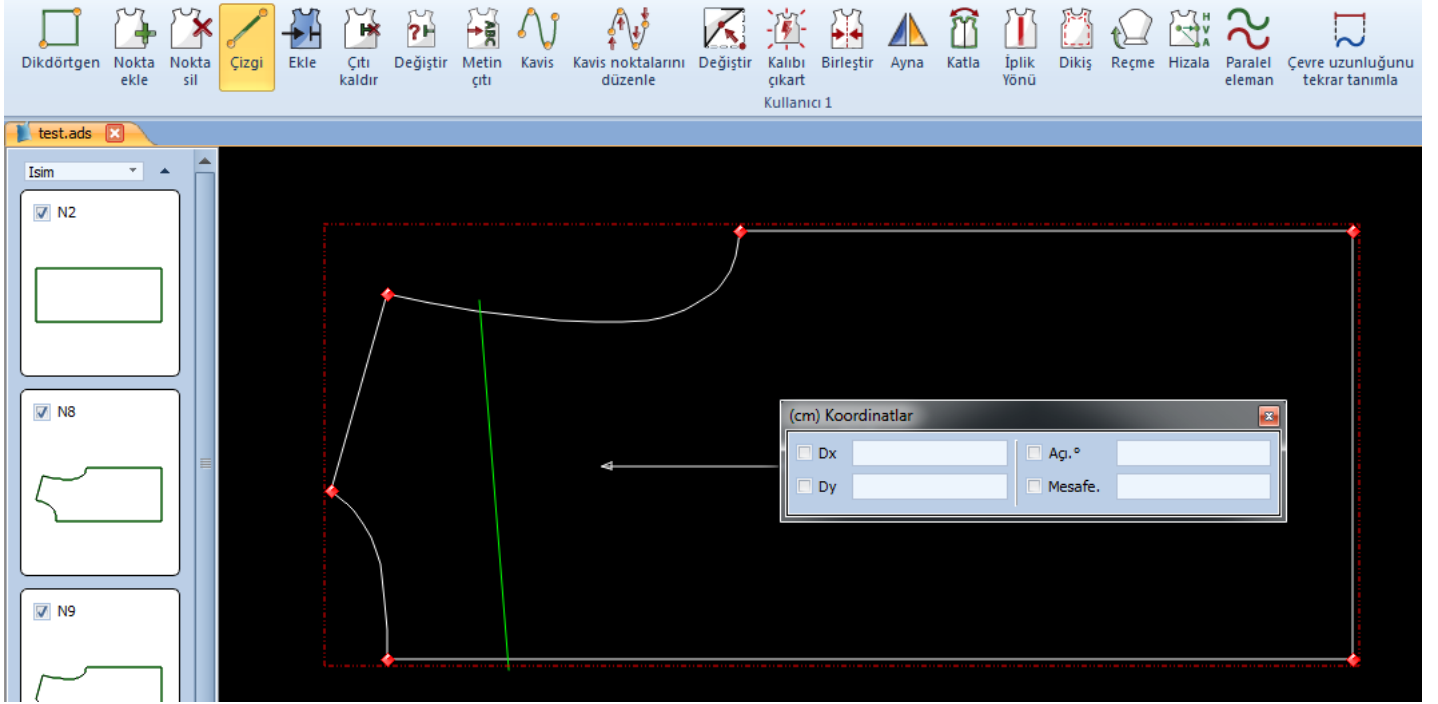 Dikdörtgen
Nokta
ekle
Nokta
sil
Çizgi
Ekle
Çıtı
kaldır
Değiştir
Metin
çıtı
Kavis
Kavis noktalarını
düzenle
Değiştir
Kalıbı
çıkart
Birleştir
Ayna
Katla
İplik
Yönü
Dikiş
Reçme
Hizala
Paralel
eleman
Çevre uzunluğunu
tekrar tanımla
?
ABC
H
V
A
Kullanıcı 1
test.ads
Isim
N2
N8
N9
(cm) Koordinatlar
Dx
Açı.°
Dy
Mesafe.